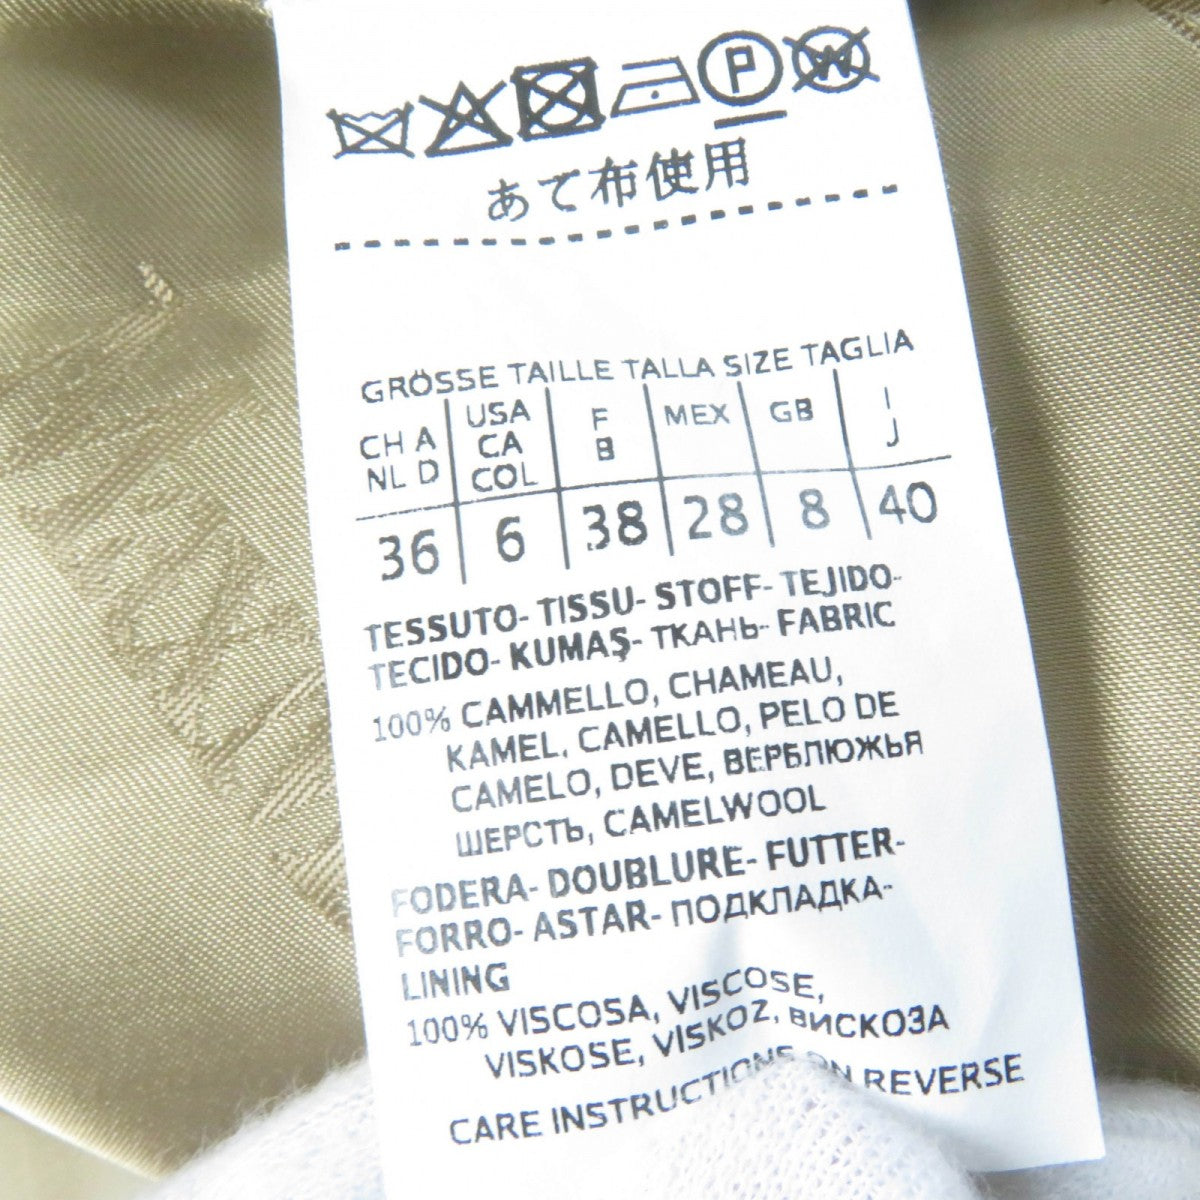 P W
あて布使用
GRÖSSE TAILLE TALLA SIZE TAGLIA
CH A NL D USA CA COL F B MEX GB I J
36 6 38 28 8 40
TESSUTO- TISSU- STOFF- TEJIDO-
TECIDO- KUMAŞ- ТКАНЬ- FABRIC
100% CAMMELLO, CHAMEAU,
KAMEL, CAMELLO, PELO DE
CAMELO, DEVE, ВЕРБЛЮЖЬЯ
ШЕРСТЬ, CAMELWOOL
FODERA- DOUBLURE- FUTTER-
FORRO- ASTAR- ПОДКЛАДКА-
LINING
100% VISCOSA, VISCOSE,
VISKOSE, VISKOZ, ВИСКОЗА
CARE INSTRUCTIONS ON REVERSE